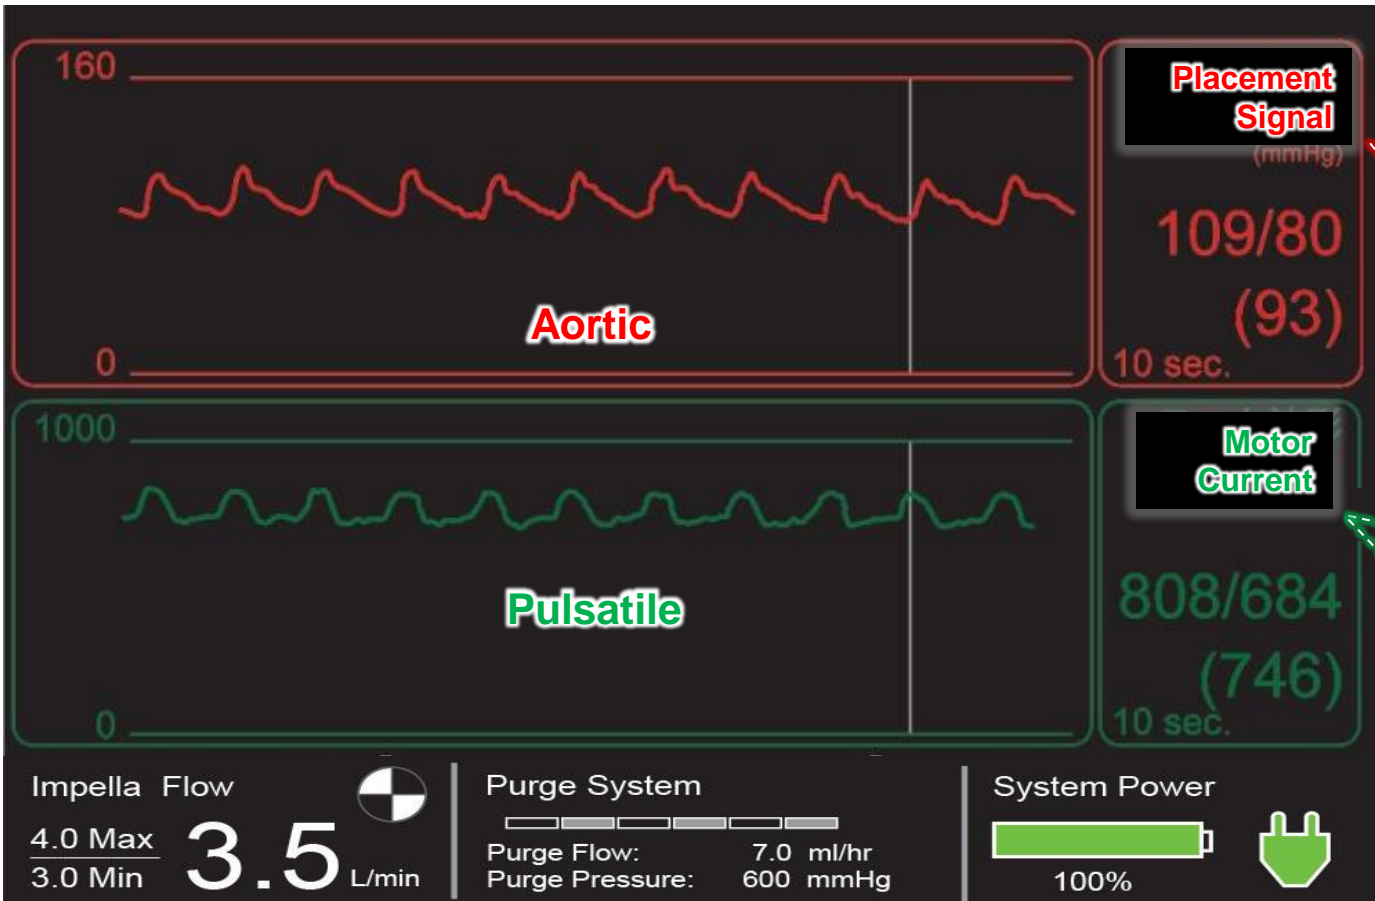 160
Placement
Signal
(mmHg)
109/80
(93)
Aortic
0
10 sec.
1000
Motor
Current
808/684
(746)
Pulsatile
0
10 sec.
Impella Flow
4.0 Max
3.0 Min
3.5 L/min
Purge System
Purge Flow: 7.0 ml/hr
Purge Pressure: 600 mmHg
System Power
100%